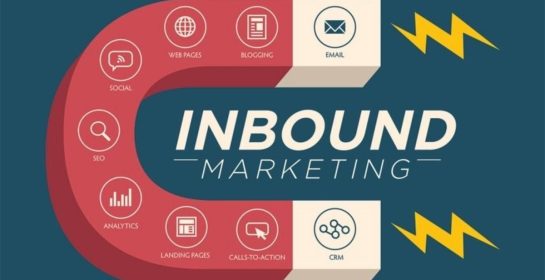 WEB PAGES
BLOGGING
EMAIL
SOCIAL
SEO
INBOUND
MARKETING
ANALYTICS
LANDING PAGES
CALLS-TO-ACTION
CRM